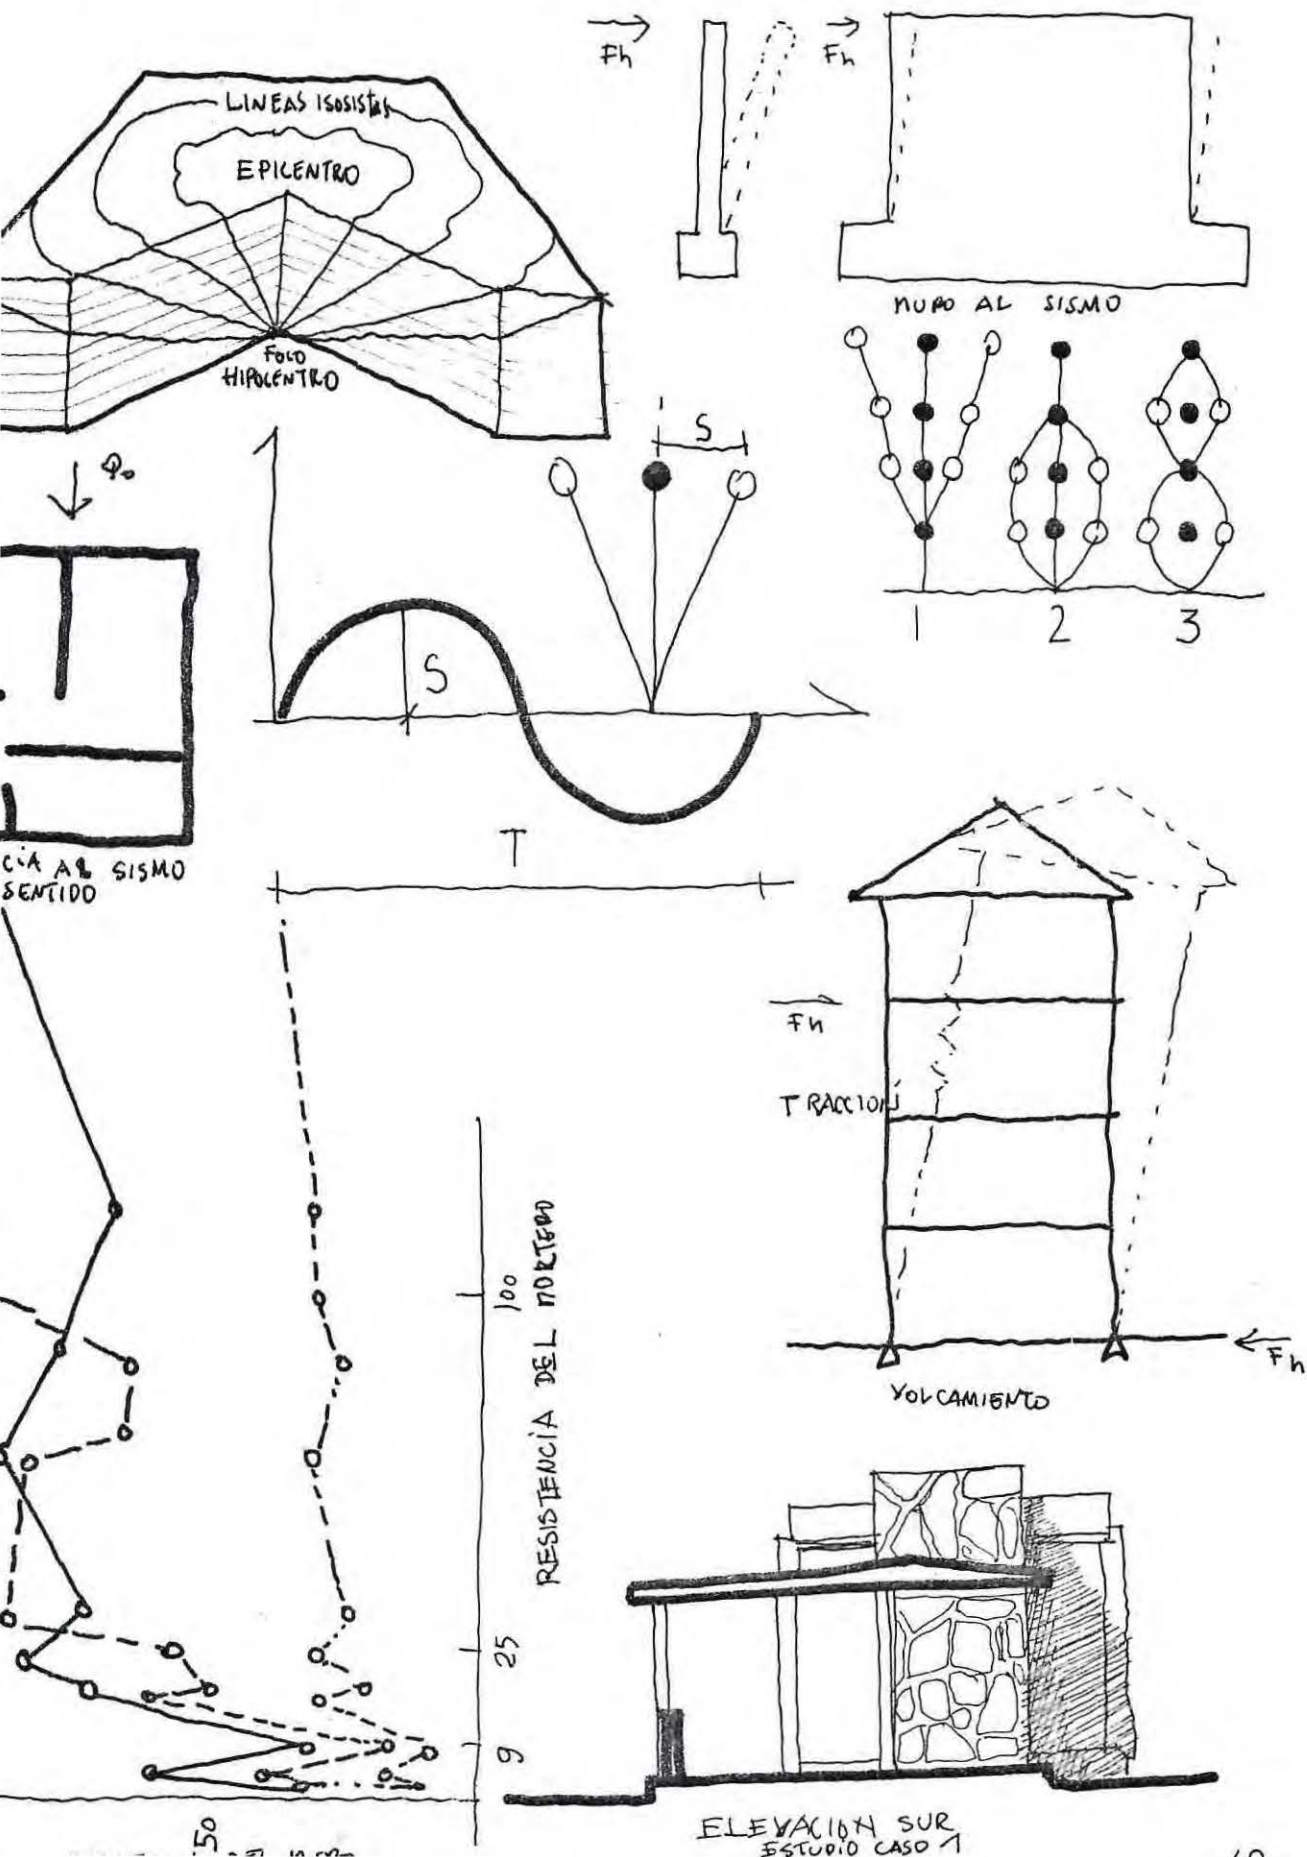 Fh
Fh
LINEAS ISOSISTAS
EPICENTRO
FOCO
HIPOCENTRO
MURO AL SISMO
S
1
2
3
S
T
CIA AL SISMO
SENTIDO
Fh
TRACCION
Fh
VOLCAMIENTO
RESISTENCIA DEL MORTERO
100
25
9
50
ELEVACION SUR
ESTUDIO CASO 1